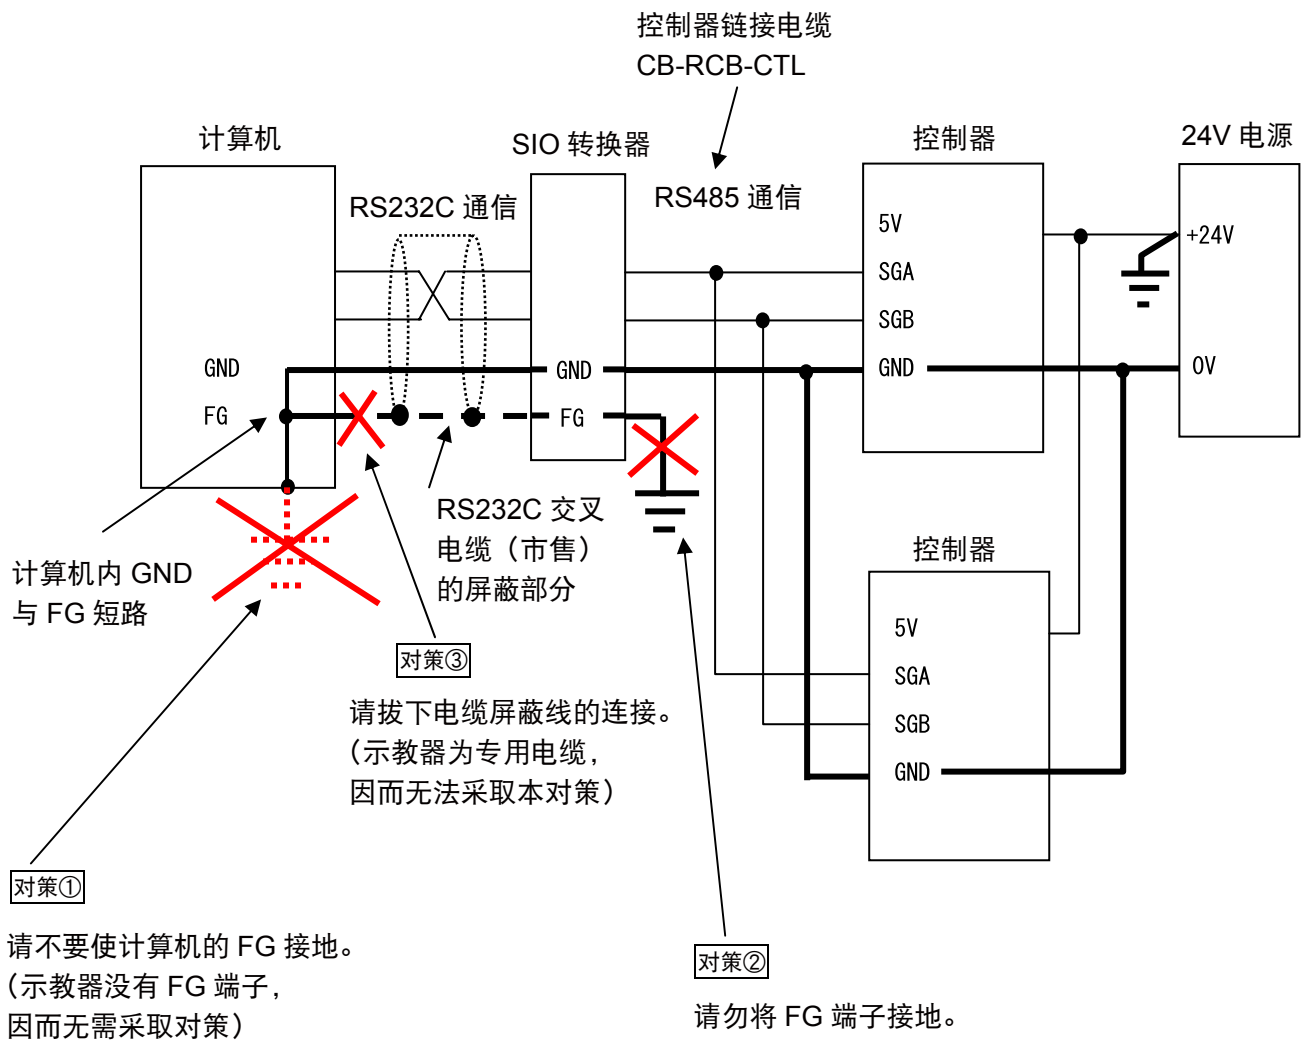 控制器链接电缆
CB-RCB-CTL
计算机
SIO 转换器
控制器
24V 电源
RS232C 通信
RS485 通信
5V
+24V
SGA
SGB
GND
GND
GND
0V
FG
FG
RS232C 交叉
电缆（市售）
的屏蔽部分
计算机内 GND
与 FG 短路
控制器
5V
SGA
SGB
GND
对策③
请拔下电缆屏蔽线的连接。
（示教器为专用电缆，
因而无法采取本对策）
对策①
请不要使计算机的 FG 接地。
（示教器没有 FG 端子，
因而无需采取对策）
对策②
请勿将 FG 端子接地。